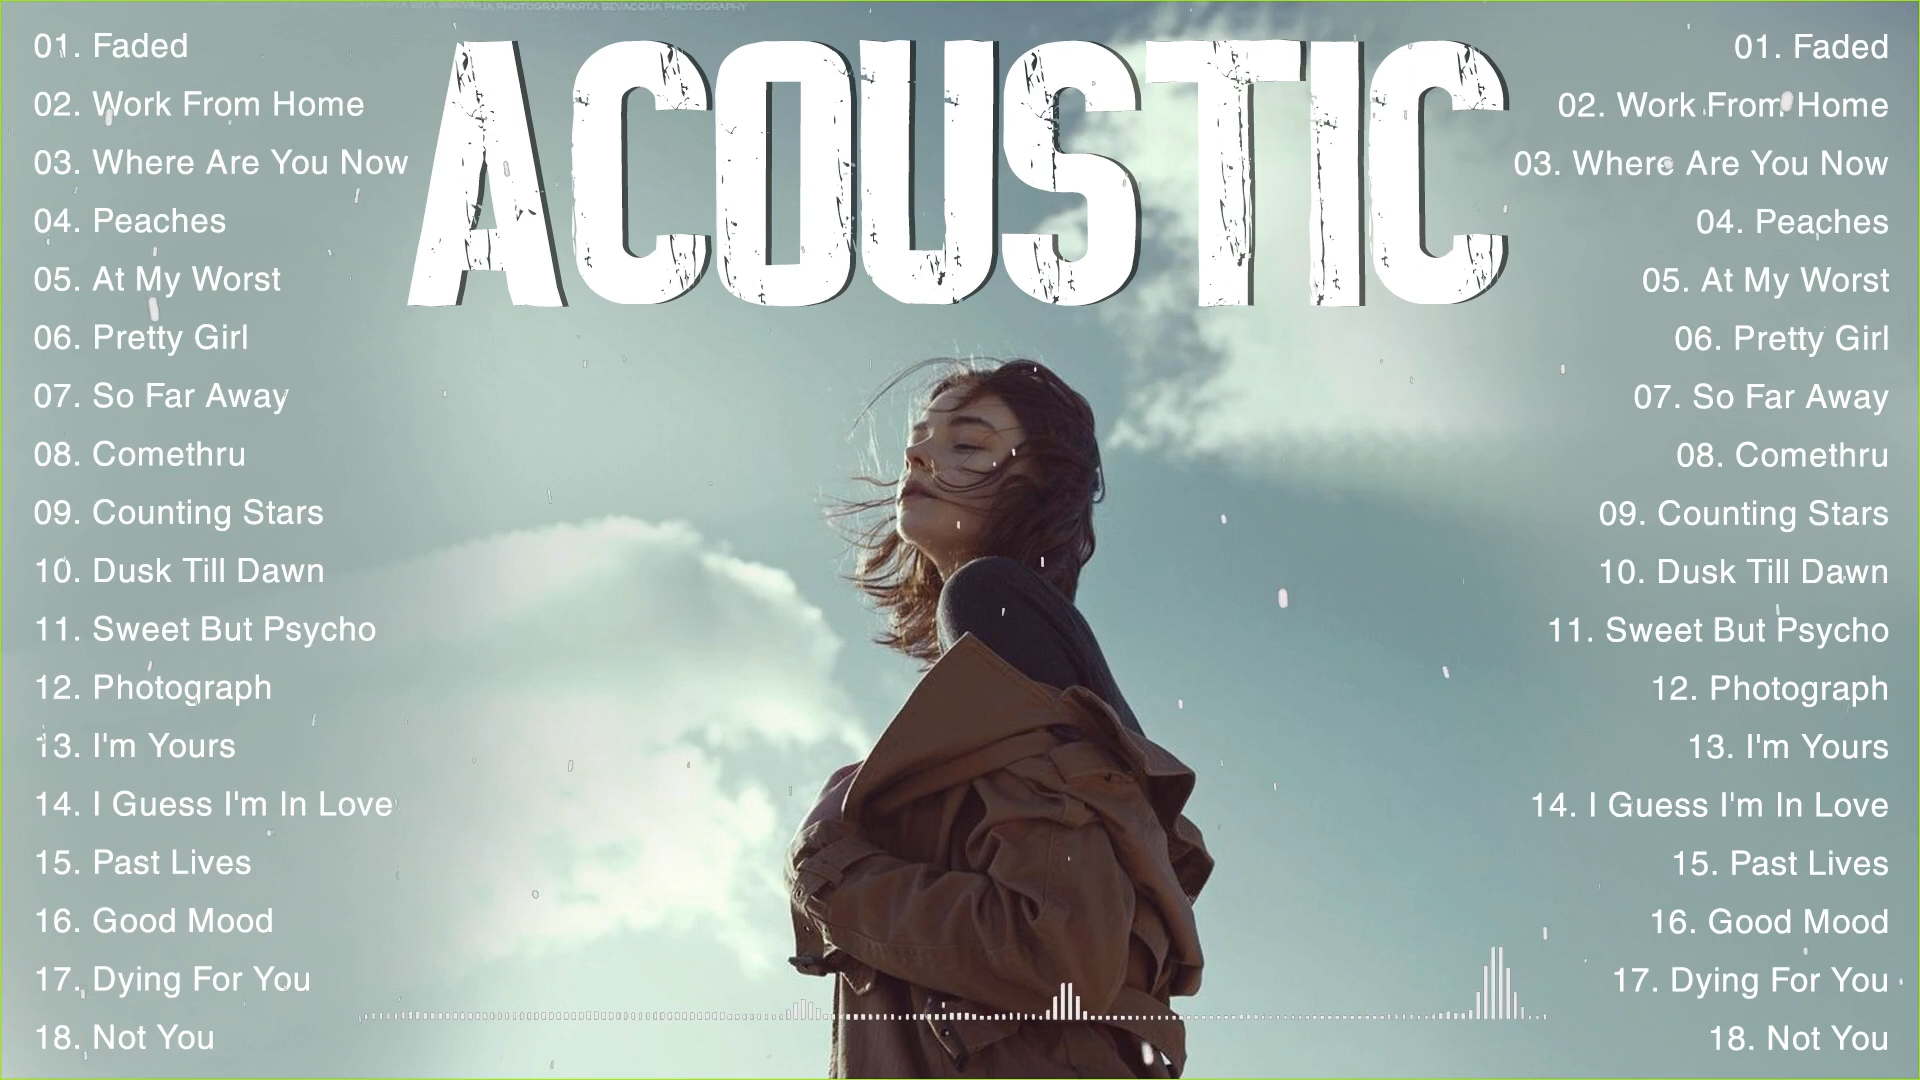 MARTA BEVACQUA PHOTOGRAPHY
ACOUSTIC
01. Faded
02. Work From Home
03. Where Are You Now
04. Peaches
05. At My Worst
06. Pretty Girl
07. So Far Away
08. Comethru
09. Counting Stars
10. Dusk Till Dawn
11. Sweet But Psycho
12. Photograph
13. I'm Yours
14. I Guess I'm In Love
15. Past Lives
16. Good Mood
17. Dying For You
18. Not You
01. Faded
02. Work From Home
03. Where Are You Now
04. Peaches
05. At My Worst
06. Pretty Girl
07. So Far Away
08. Comethru
09. Counting Stars
10. Dusk Till Dawn
11. Sweet But Psycho
12. Photograph
13. I'm Yours
14. I Guess I'm In Love
15. Past Lives
16. Good Mood
17. Dying For You
18. Not You